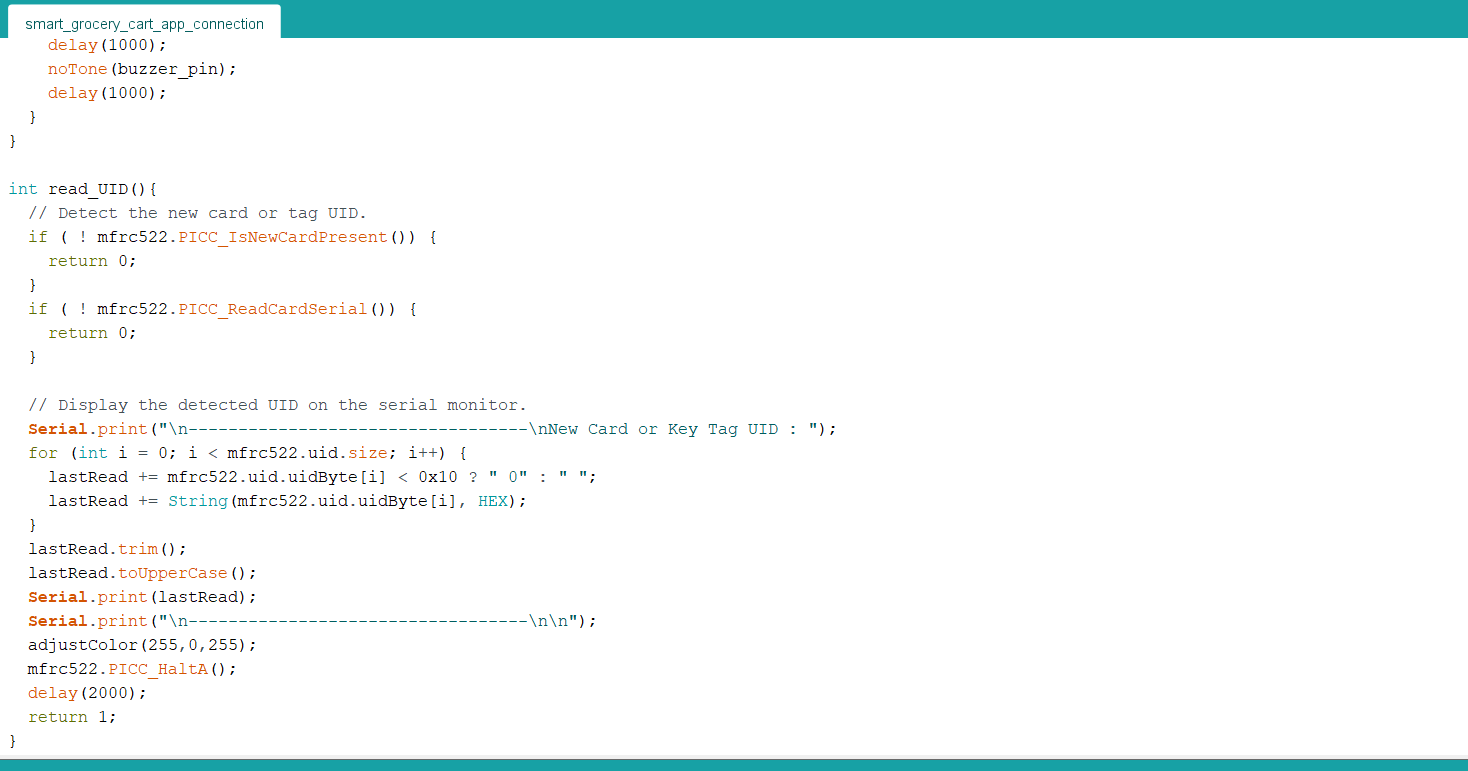 smart_grocery_cart_app_connection
    delay(1000);
    noTone(buzzer_pin);
    delay(1000);
  }
}

int read_UID(){
  // Detect the new card or tag UID.
  if ( ! mfrc522.PICC_IsNewCardPresent()) {
    return 0;
  }
  if ( ! mfrc522.PICC_ReadCardSerial()) {
    return 0;
  }

  // Display the detected UID on the serial monitor.
  Serial.print("\n----------------------------------\nNew Card or Key Tag UID : ");
  for (int i = 0; i < mfrc522.uid.size; i++) {
    lastRead += mfrc522.uid.uidByte[i] < 0x10 ? " 0" : " ";
    lastRead += String(mfrc522.uid.uidByte[i], HEX);
  }
  lastRead.trim();
  lastRead.toUpperCase();
  Serial.print(lastRead);
  Serial.print("\n----------------------------------\n\n");
  adjustColor(255,0,255);
  mfrc522.PICC_HaltA();
  delay(2000);
  return 1;
}